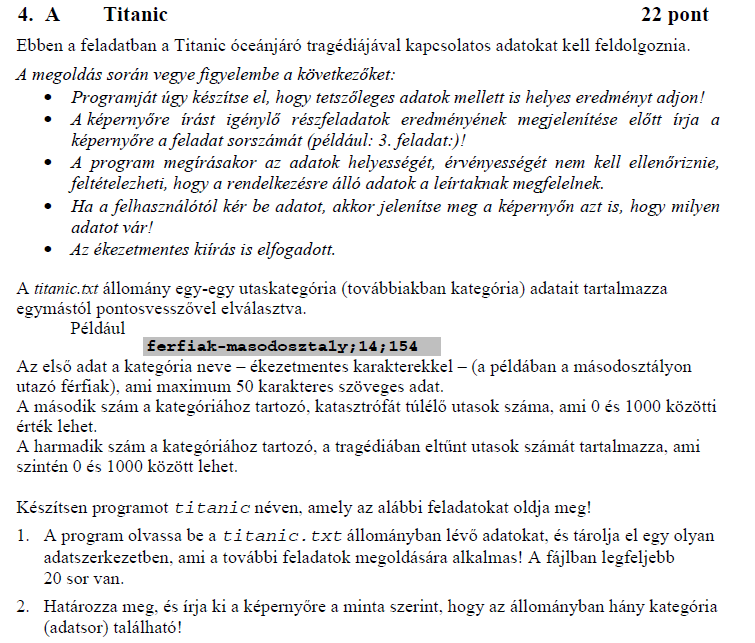 4. A Titanic 22 pont
Ebben a feladatban a Titanic óceánjáró tragédiájával kapcsolatos adatokat kell feldolgoznia.
A megoldás során vegye figyelembe a következőket:
• Programját úgy készítse el, hogy tetszőleges adatok mellett is helyes eredményt adjon!
• A képernyőre írást igénylő részfeladatok eredményének megjelenítése előtt írja a
képernyőre a feladat sorszámát (például: 3. feladat:)!
• A program megírásakor az adatok helyességét, érvényességét nem kell ellenőriznie,
feltételezheti, hogy a rendelkezésre álló adatok a leírtaknak megfelelnek.
• Ha a felhasználótól kér be adatot, akkor jelenítse meg a képernyőn azt is, hogy milyen
adatot vár!
• Az ékezetmentes kiírás is elfogadott.
A titanic.txt állomány egy-egy utaskategória (továbbiakban kategória) adatait tartalmazza
egymástól pontosvesszővel elválasztva.
Például
ferfiak-masodosztaly;14;154
Az első adat a kategória neve – ékezetmentes karakterekkel – (a példában a másodosztályon
utazó férfiak), ami maximum 50 karakteres szöveges adat.
A második szám a kategóriához tartozó, katasztrófát túlélő utasok száma, ami 0 és 1000 közötti
érték lehet.
A harmadik szám a kategóriához tartozó, a tragédiában eltűnt utasok számát tartalmazza, ami
szintén 0 és 1000 között lehet.
Készítsen programot titanic néven, amely az alábbi feladatokat oldja meg!
1. A program olvassa be a titanic.txt állományban lévő adatokat, és tárolja el egy olyan
adatszerkezetben, ami a további feladatok megoldására alkalmas! A fájlban legfeljebb
20 sor van.
2. Határozza meg, és írja ki a képernyőre a minta szerint, hogy az állományban hány kategória
(adatsor) található!